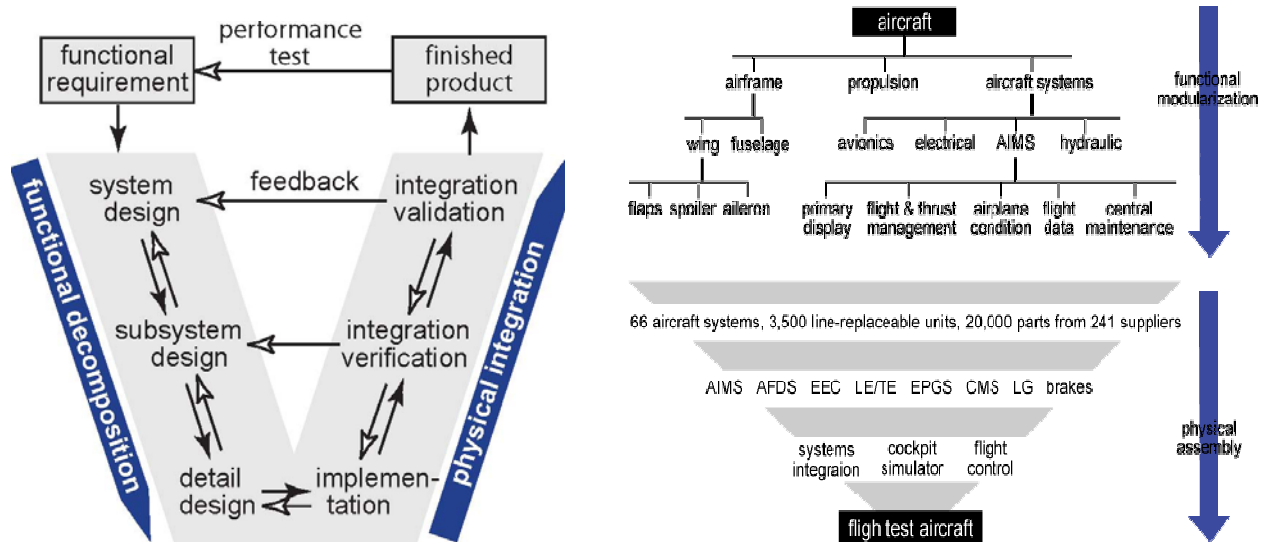 functional
requirement
performance
test
finished
product
system
design
feedback
integration
validation
subsystem
design
integration
verification
detail
design
implemen-
tation
functional decomposition
physical integration
aircraft
airframe propulsion aircraft systems
wing fuselage avionics electrical AIMS hydraulic
flaps spoiler aileron
primary
display
flight & thrust
management
airplane
condition
flight
data
central
maintenance
functional
modularization
66 aircraft systems, 3,500 line-replaceable units, 20,000 parts from 241 suppliers
AIMS AFDS EEC LE/TE EPGS CMS LG brakes
systems
integraion
cockpit
simulator
flight
control
fligh test aircraft
physical
assembly